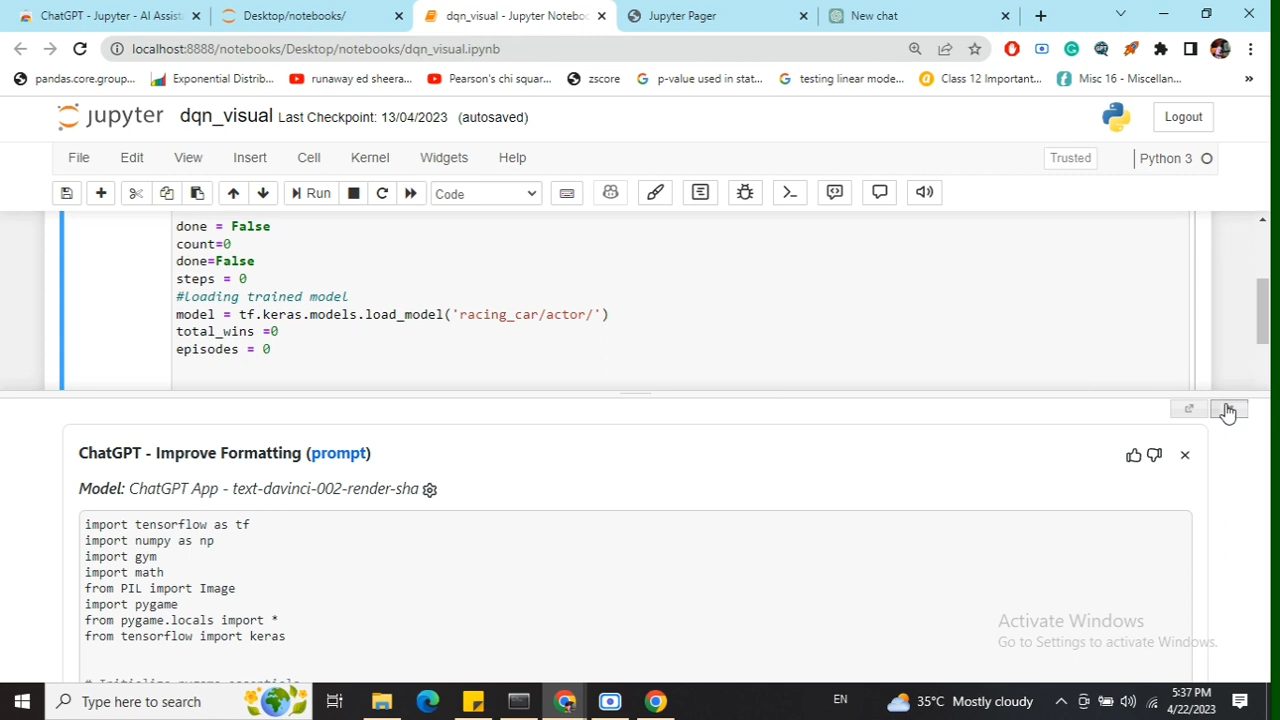 ChatGPT - Jupyter - AI Assist
Desktop/notebooks/
dqn_visual - Jupyter Noteboo
Jupyter Pager
New chat
localhost:8888/notebooks/Desktop/notebooks/dqn_visual.ipynb
pandas.core.group...
Exponential Distrib...
runaway ed sheera...
Pearson's chi squar...
zscore
p-value used in stat...
testing linear mode...
Class 12 Important...
Misc 16 - Miscellan...
»
jupyter dqn_visual Last Checkpoint: 13/04/2023 (autosaved)
Logout
File Edit View Insert Cell Kernel Widgets Help
Trusted
Python 3
Run
Code
done = False
count=0
done=False
steps = 0
#loading trained model
model = tf.keras.models.load_model('racing_car/actor/')
total_wins =0
episodes = 0
ChatGPT - Improve Formatting (prompt)
Model: ChatGPT App - text-davinci-002-render-sha
import tensorflow as tf
import numpy as np
import gym
import math
from PIL import Image
import pygame
from pygame.locals import *
from tensorflow import keras
# Initialize pygame essentials
Activate Windows
Go to Settings to activate Windows.
Type here to search
EN
35°C Mostly cloudy
5:37 PM
4/22/2023